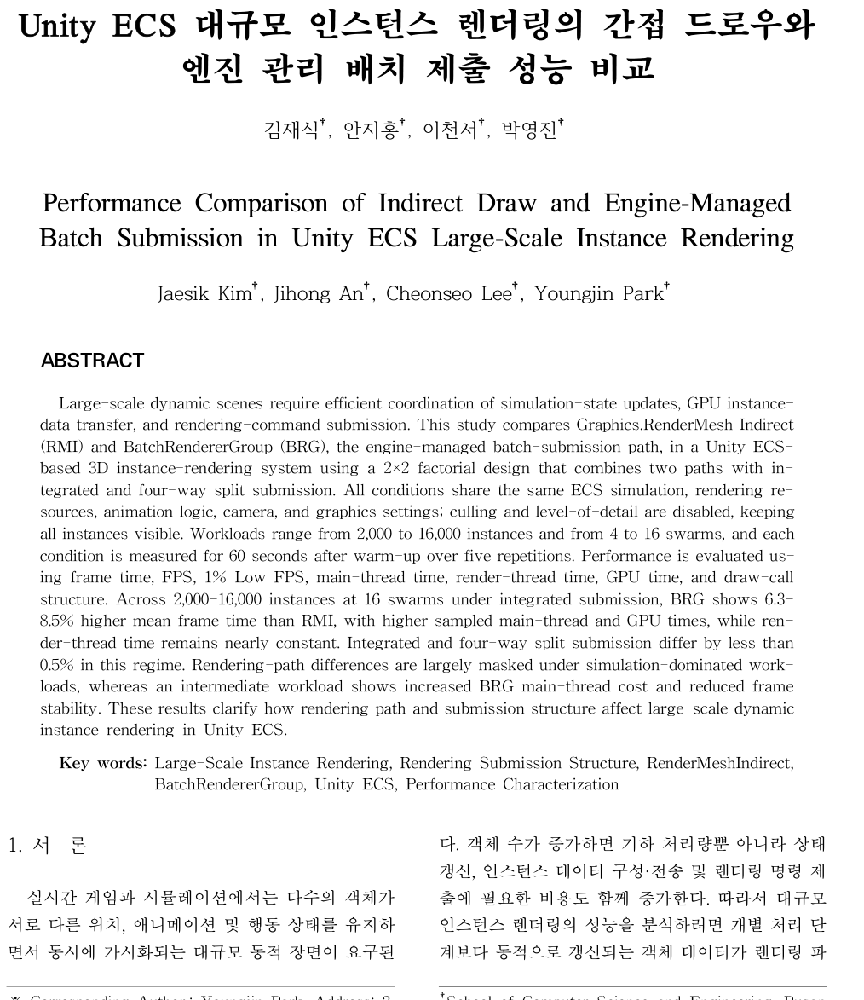 Unity ECS 대규모 인스턴스 렌더링의 간접 드로우와
엔진 관리 배치 제출 성능 비교
김재식†, 안지홍†, 이천서†, 박영진†
Performance Comparison of Indirect Draw and Engine-Managed
Batch Submission in Unity ECS Large-Scale Instance Rendering
Jaesik Kim†, Jihong An†, Cheonseo Lee†, Youngjin Park†
ABSTRACT
Large-scale dynamic scenes require efficient coordination of simulation-state updates, GPU instance-
data transfer, and rendering-command submission. This study compares Graphics.RenderMesh Indirect
(RMI) and BatchRendererGroup (BRG), the engine-managed batch-submission path, in a Unity ECS-
based 3D instance-rendering system using a 2×2 factorial design that combines two paths with in-
tegrated and four-way split submission. All conditions share the same ECS simulation, rendering re-
sources, animation logic, camera, and graphics settings; culling and level-of-detail are disabled, keeping
all instances visible. Workloads range from 2,000 to 16,000 instances and from 4 to 16 swarms, and each
condition is measured for 60 seconds after warm-up over five repetitions. Performance is evaluated us-
ing frame time, FPS, 1% Low FPS, main-thread time, render-thread time, GPU time, and draw-call
structure. Across 2,000-16,000 instances at 16 swarms under integrated submission, BRG shows 6.3-
8.5% higher mean frame time than RMI, with higher sampled main-thread and GPU times, while ren-
der-thread time remains nearly constant. Integrated and four-way split submission differ by less than
0.5% in this regime. Rendering-path differences are largely masked under simulation-dominated work-
loads, whereas an intermediate workload shows increased BRG main-thread cost and reduced frame
stability. These results clarify how rendering path and submission structure affect large-scale dynamic
instance rendering in Unity ECS.
Key words: Large-Scale Instance Rendering, Rendering Submission Structure, RenderMeshIndirect,
BatchRendererGroup, Unity ECS, Performance Characterization
1. 서 론
실시간 게임과 시뮬레이션에서는 다수의 객체가
서로 다른 위치, 애니메이션 및 행동 상태를 유지하
면서 동시에 가시화되는 대규모 동적 장면이 요구된
다. 객체 수가 증가하면 기하 처리량뿐 아니라 상태
갱신, 인스턴스 데이터 구성·전송 및 렌더링 명령 제
출에 필요한 비용도 함께 증가한다. 따라서 대규모
인스턴스 렌더링의 성능을 분석하려면 개별 처리 단
계보다 동적으로 갱신되는 객체 데이터가 렌더링 파